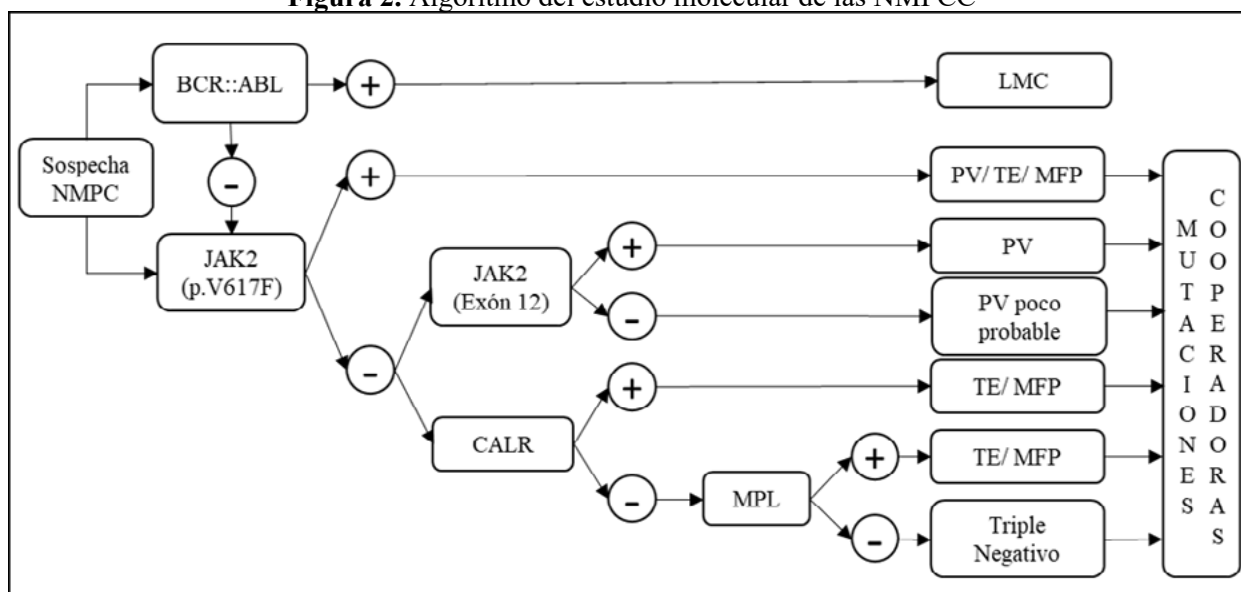 Figura 2. Algoritmo del estudio molecular de las NMPCC
BCR::ABL
+
LMC
Sospecha
NMPC
-
JAK2
(p.V617F)
+
PV/ TE/ MFP
-
JAK2
(Exón 12)
+
PV
-
PV poco
probable
CALR
+
TE/ MFP
-
MPL
+
TE/ MFP
-
Triple
Negativo
MUTACIONES
COOPERADORAS